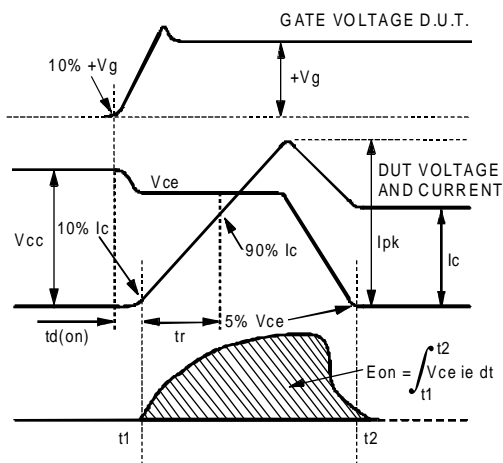 GATE VOLTAGE D.U.T.
10% +Vg
+Vg
Vce
DUT VOLTAGE
AND CURRENT
Vcc
10% Ic
90% Ic
Ipk
Ic
td(on)
tr
5% Vce
Eon = ∫ Vce ie dt
t2
t1
t1
t2